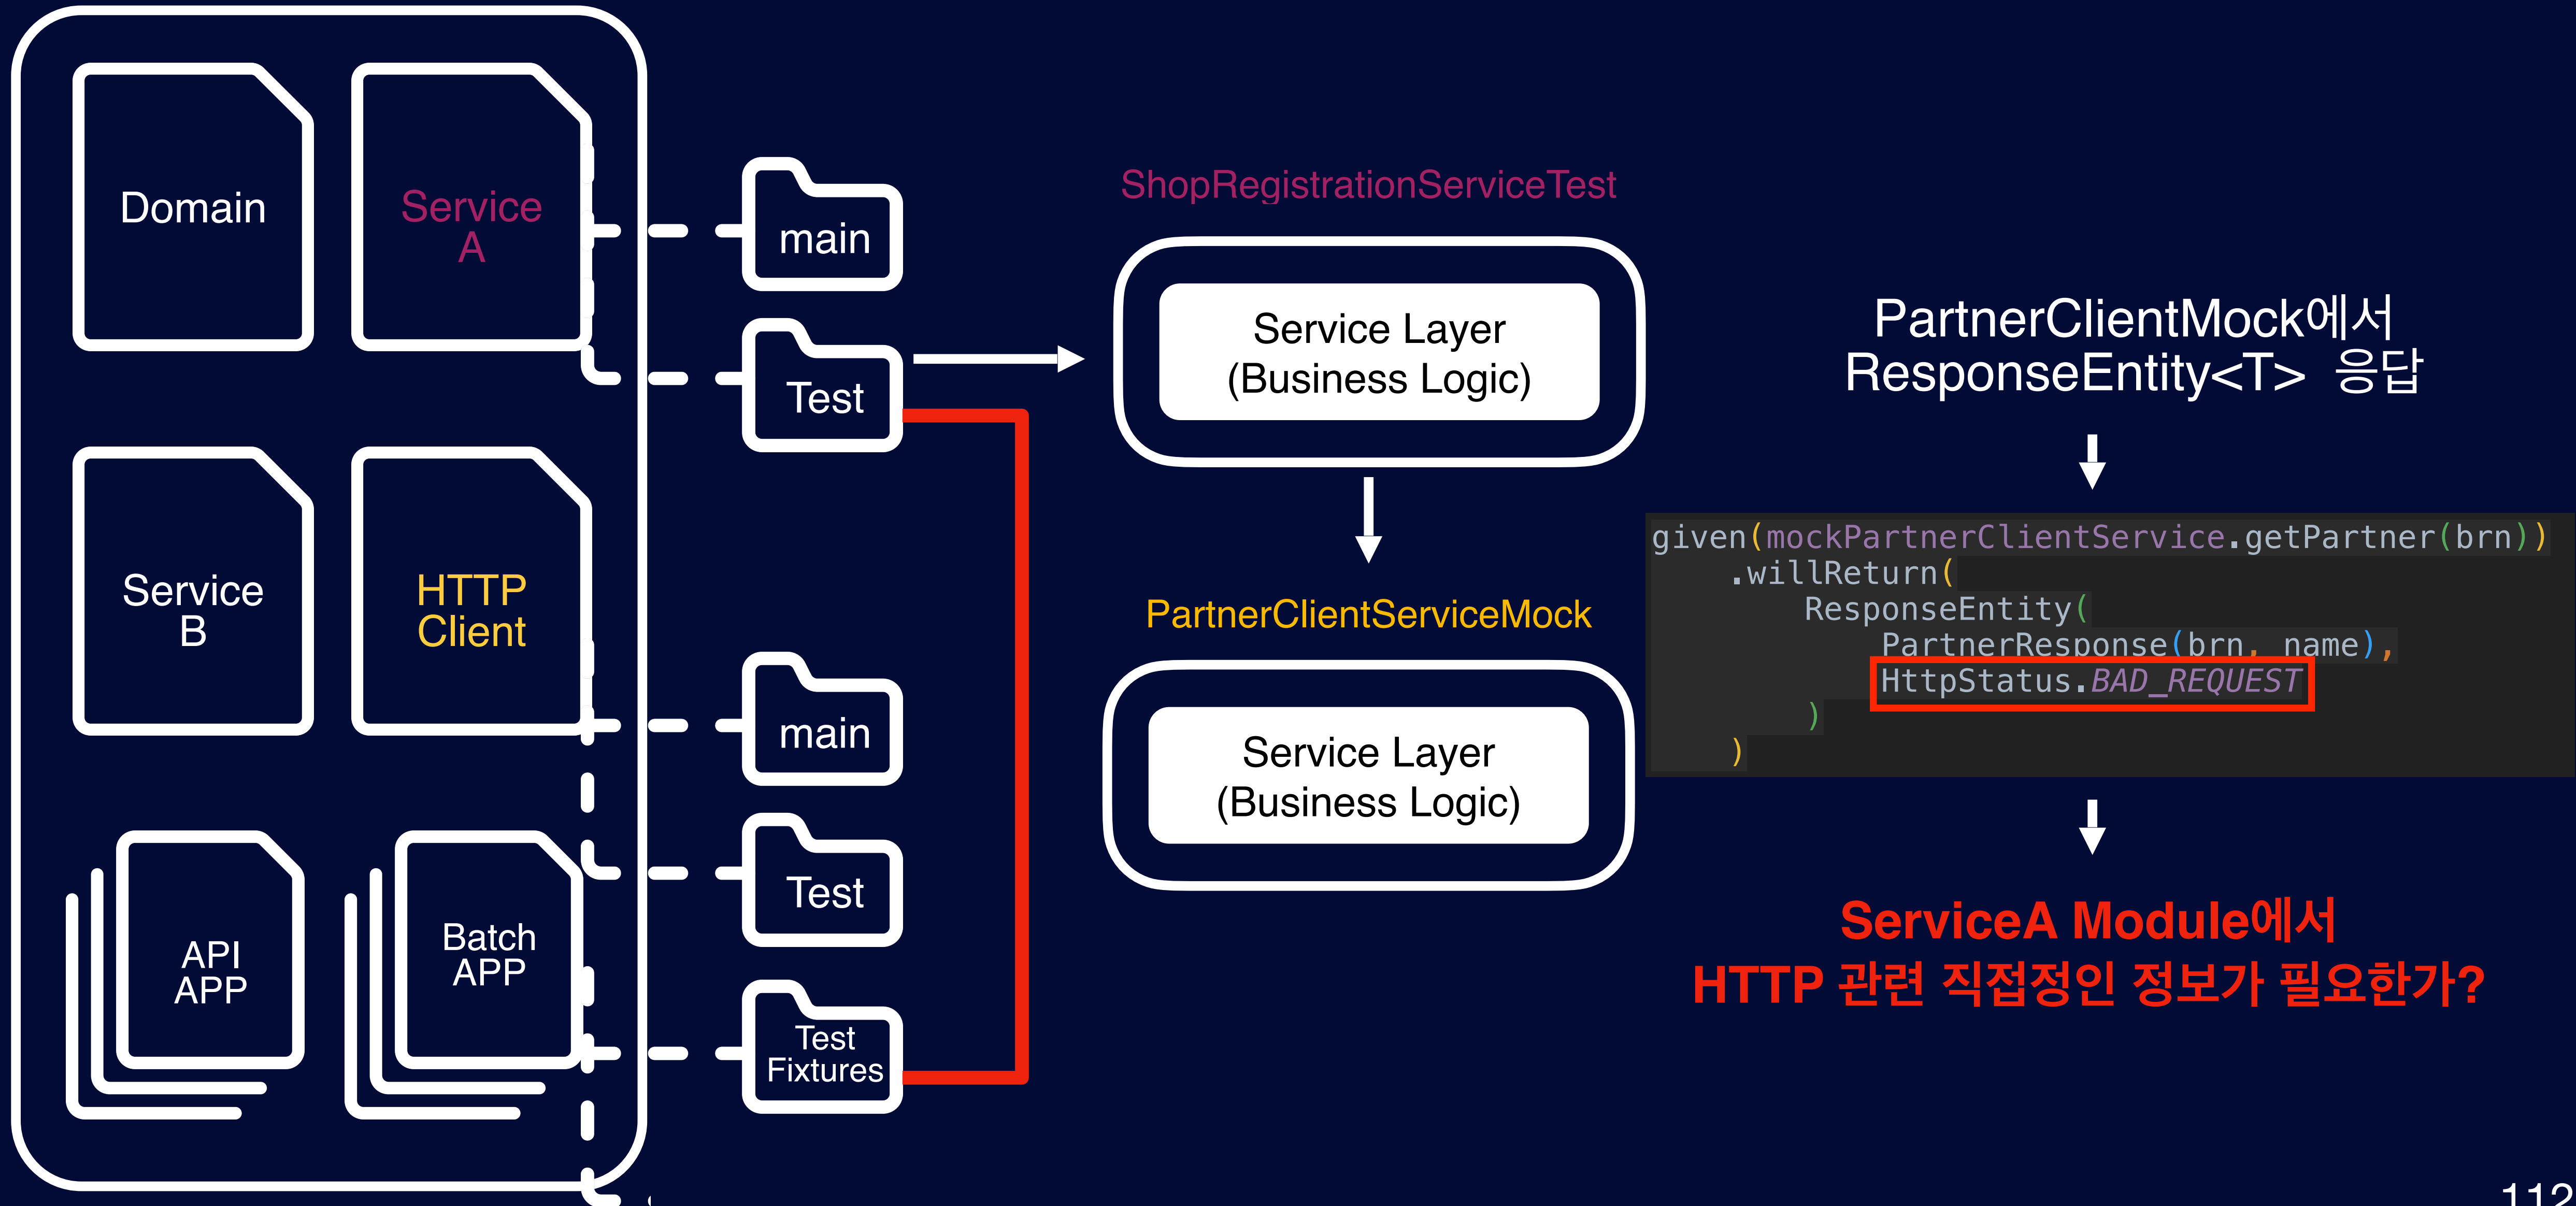 Domain
Service
A
Service
B
HTTP
Client
API
APP
Batch
APP
main
Test
main
Test
Test
Fixtures
ShopRegistrationServiceTest
Service Layer
(Business Logic)
PartnerClientServiceMock
Service Layer
(Business Logic)
PartnerClientMock에서
ResponseEntity<T> 응답
given(mockPartnerClientService.getPartner(brn))
.willReturn(
ResponseEntity(
PartnerResponse(brn, name),
HttpStatus.BAD_REQUEST
)
)
ServiceA Module에서
HTTP 관련 직접정인 정보가 필요한가?
112